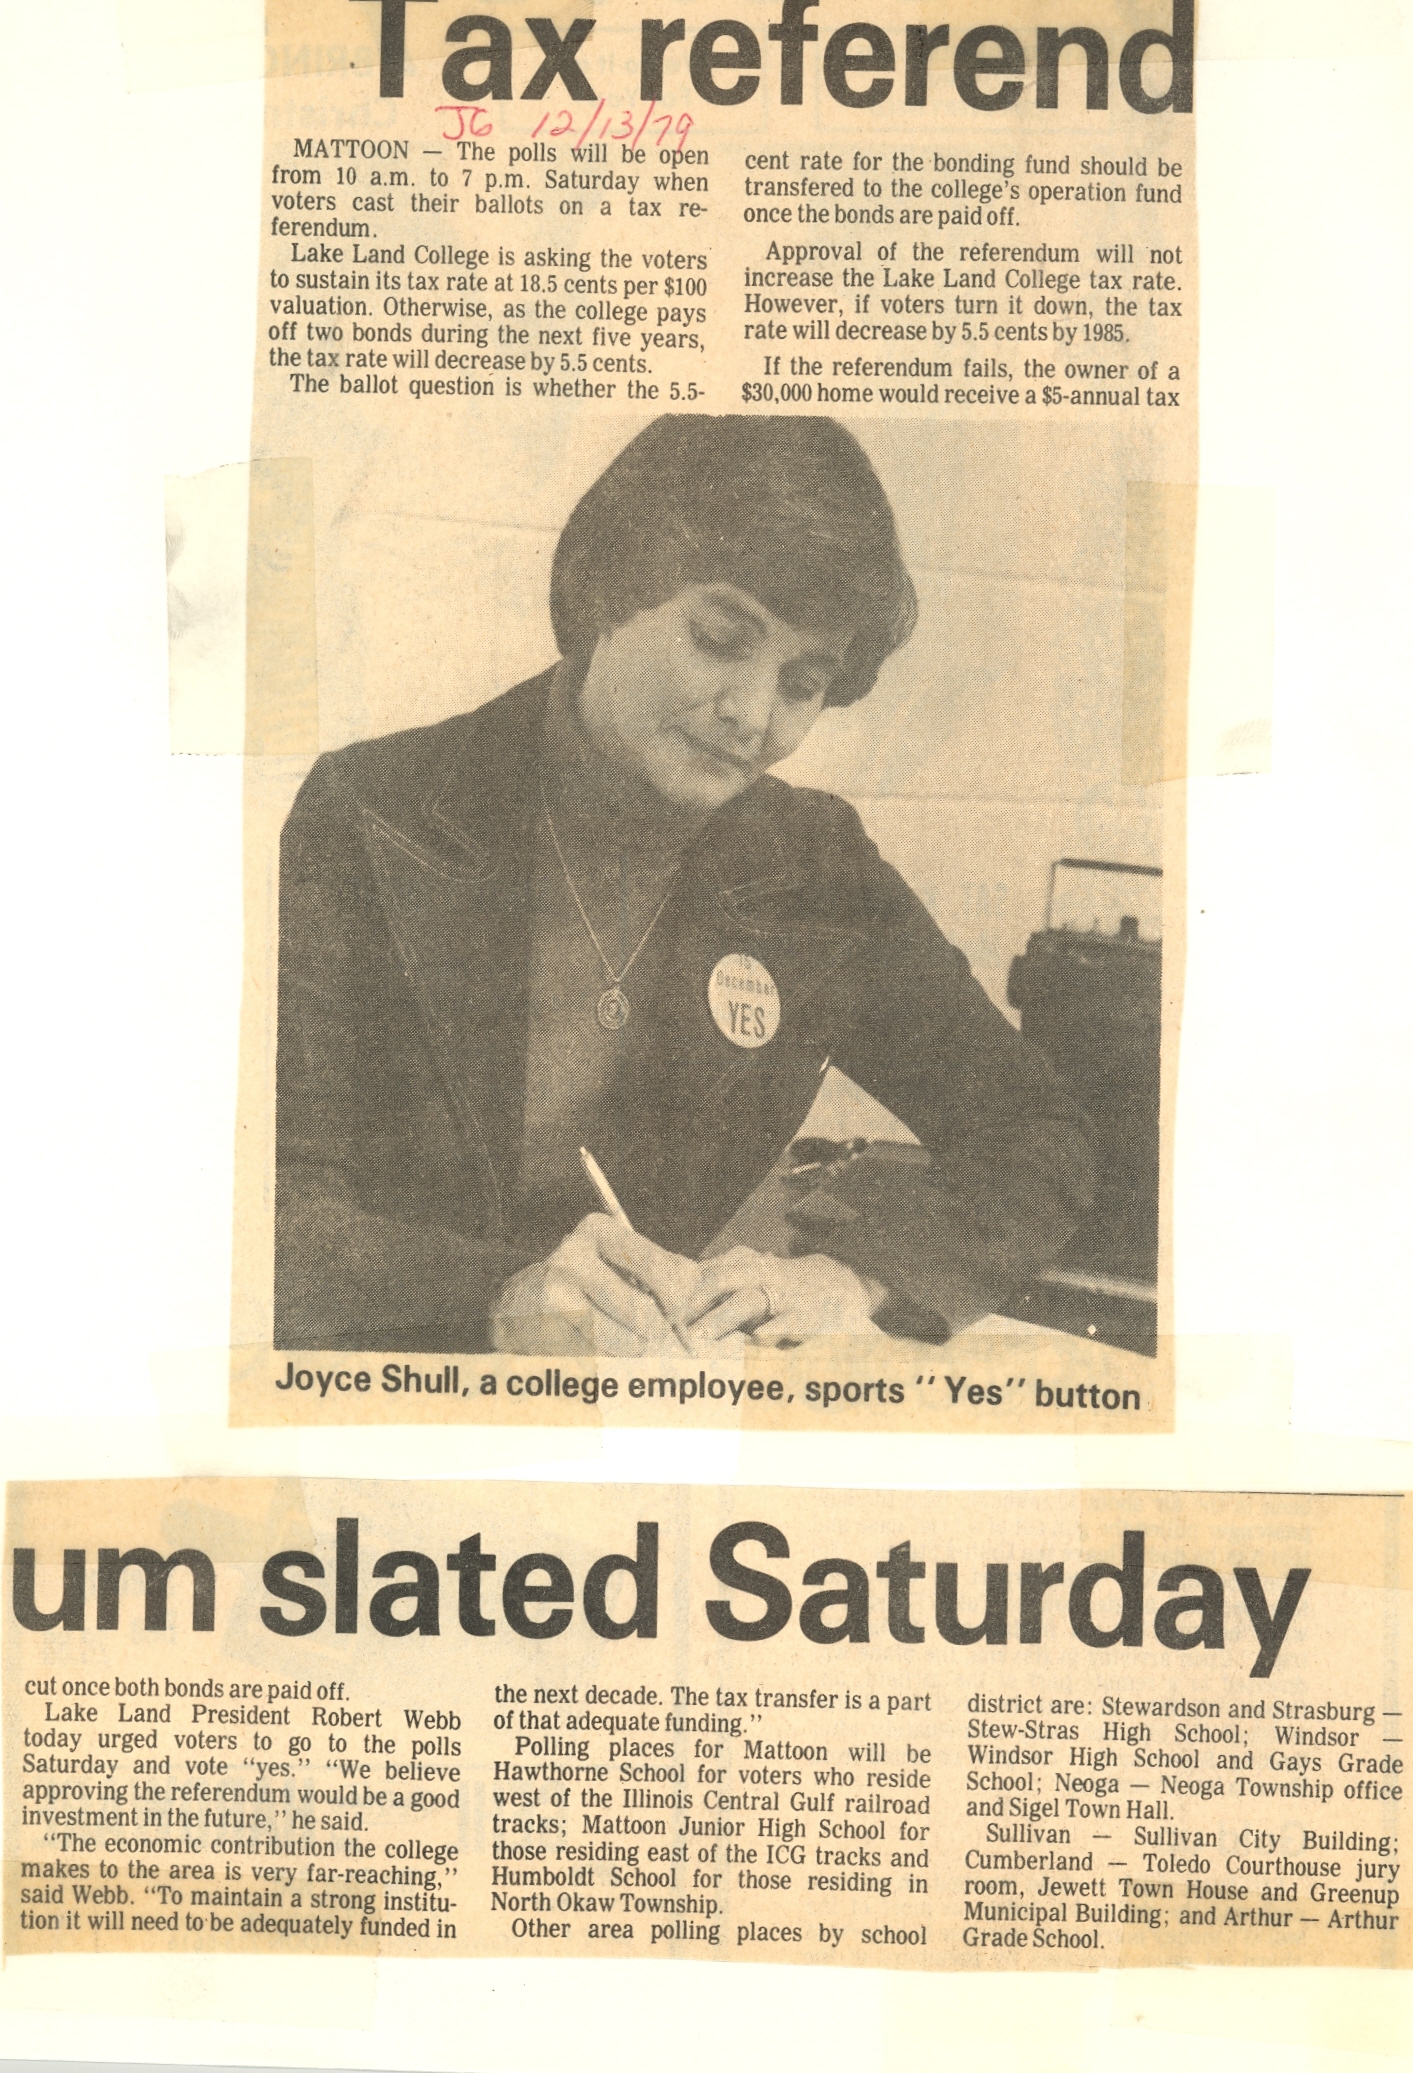 Tax referend
JG 12/13/79
MATTOON — The polls will be open
from 10 a.m. to 7 p.m. Saturday when
voters cast their ballots on a tax re-
ferendum.
Lake Land College is asking the voters
to sustain its tax rate at 18.5 cents per $100
valuation. Otherwise, as the college pays
off two bonds during the next five years,
the tax rate will decrease by 5.5 cents.
The ballot question is whether the 5.5-
cent rate for the bonding fund should be
transfered to the college's operation fund
once the bonds are paid off.
Approval of the referendum will not
increase the Lake Land College tax rate.
However, if voters turn it down, the tax
rate will decrease by 5.5 cents by 1985.
If the referendum fails, the owner of a
$30,000 home would receive a $5-annual tax
15
December
YES
Joyce Shull, a college employee, sports "Yes" button
um slated Saturday
cut once both bonds are paid off.
Lake Land President Robert Webb
today urged voters to go to the polls
Saturday and vote "yes." "We believe
approving the referendum would be a good
investment in the future," he said.
"The economic contribution the college
makes to the area is very far-reaching,"
said Webb. "To maintain a strong institu-
tion it will need to be adequately funded in
the next decade. The tax transfer is a part
of that adequate funding."
Polling places for Mattoon will be
Hawthorne School for voters who reside
west of the Illinois Central Gulf railroad
tracks; Mattoon Junior High School for
those residing east of the ICG tracks and
Humboldt School for those residing in
North Okaw Township.
Other area polling places by school
district are: Stewardson and Strasburg —
Stew-Stras High School; Windsor —
Windsor High School and Gays Grade
School; Neoga — Neoga Township office
and Sigel Town Hall.
Sullivan — Sullivan City Building;
Cumberland — Toledo Courthouse jury
room, Jewett Town House and Greenup
Municipal Building; and Arthur — Arthur
Grade School.